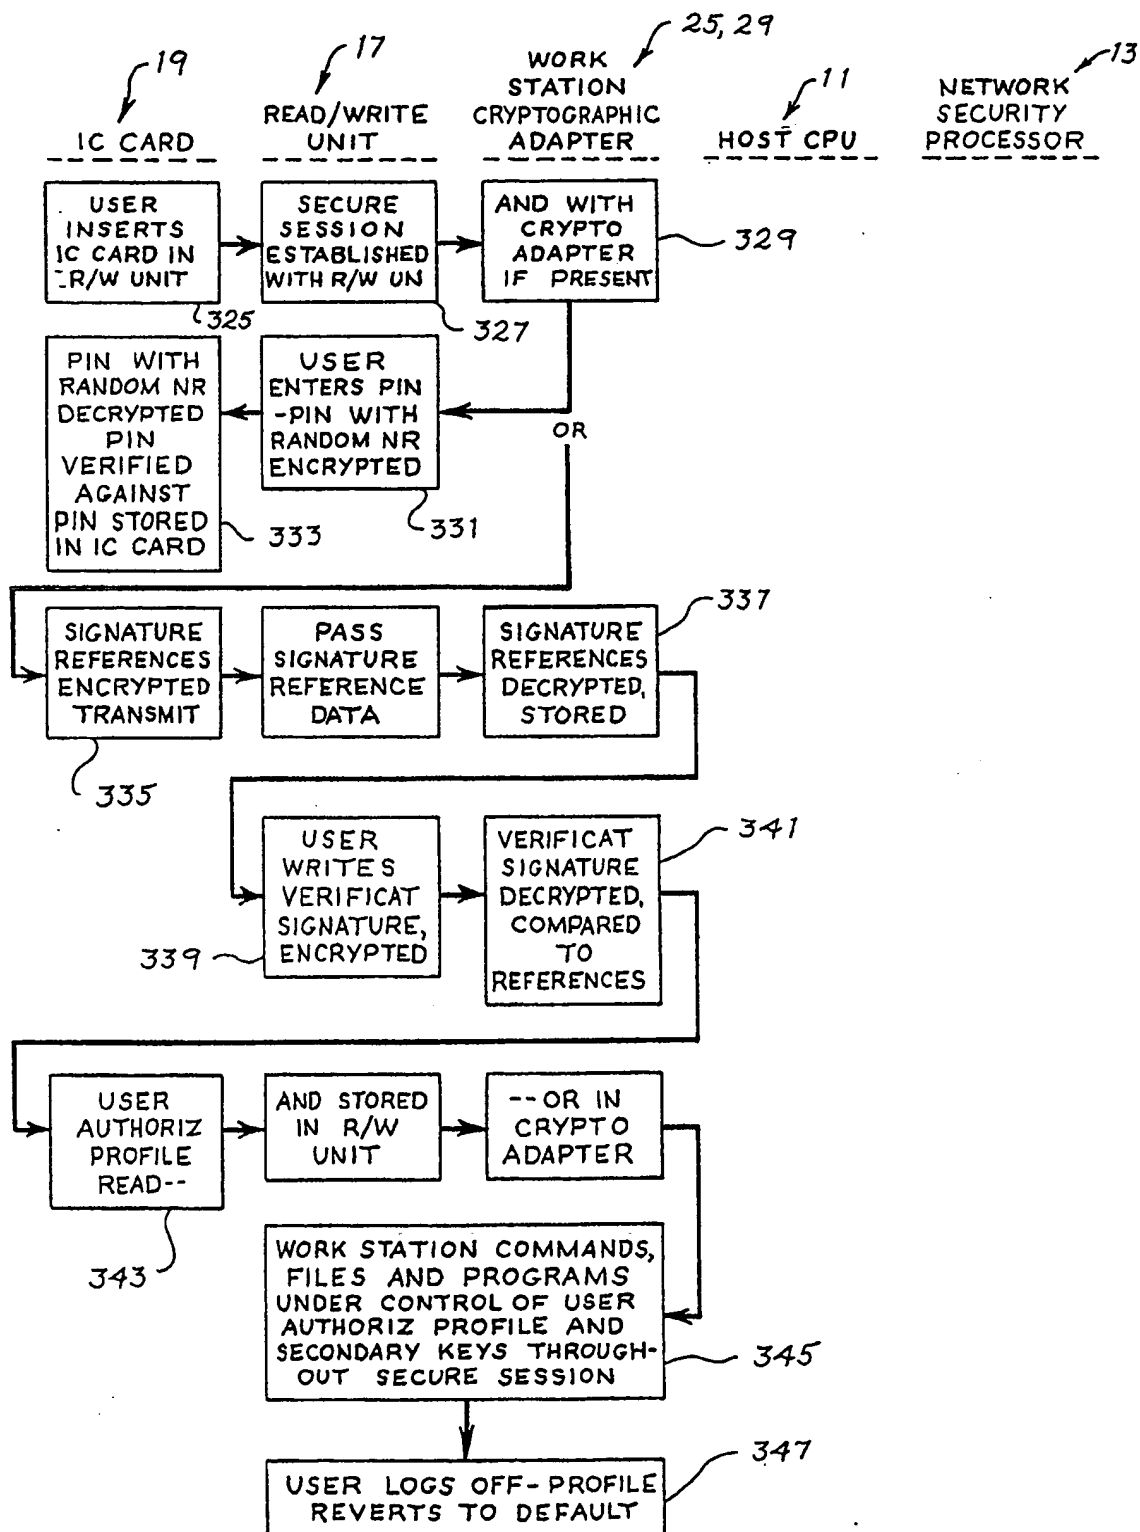 19
IC CARD
17
READ/WRITE
UNIT
25, 29
WORK
STATION
CRYPTOGRAPHIC
ADAPTER
11
HOST CPU
13
NETWORK
SECURITY
PROCESSOR
USER
INSERTS
IC CARD IN
R/W UNIT
325
SECURE
SESSION
ESTABLISHED
WITH R/W UN
327
AND WITH
CRYPTO
ADAPTER
IF PRESENT
329
PIN WITH
RANDOM NR
DECRYPTED
PIN
VERIFIED
AGAINST
PIN STORED
IN IC CARD
333
USER
ENTERS PIN
-PIN WITH
RANDOM NR
ENCRYPTED
331
OR
SIGNATURE
REFERENCES
ENCRYPTED
TRANSMIT
335
PASS
SIGNATURE
REFERENCE
DATA
SIGNATURE
REFERENCES
DECRYPTED,
STORED
337
USER
WRITES
VERIFICAT
SIGNATURE,
ENCRYPTED
339
VERIFICAT
SIGNATURE
DECRYPTED,
COMPARED
TO
REFERENCES
341
USER
AUTHORIZ
PROFILE
READ--
343
AND STORED
IN R/W
UNIT
--OR IN
CRYPTO
ADAPTER
WORK STATION COMMANDS,
FILES AND PROGRAMS
UNDER CONTROL OF USER
AUTHORIZ PROFILE AND
SECONDARY KEYS THROUGH-
OUT SECURE SESSION
345
USER LOGS OFF-PROFILE
REVERTS TO DEFAULT
347